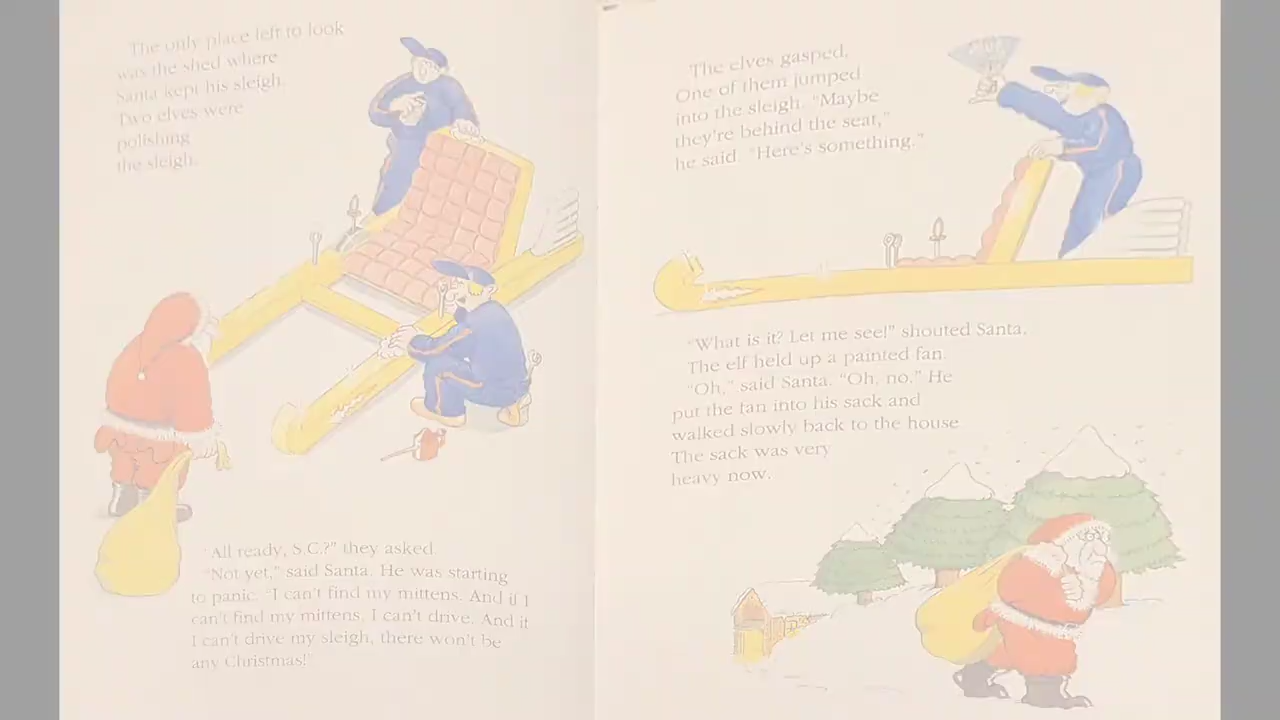 The only place left to look
was the shed where
Santa kept his sleigh.
Two elves were
polishing
the sleigh.
"All ready, S.C.?" they asked.
"Not yet," said Santa. He was starting
to panic. "I can't find my mittens. And if I
can't find my mittens, I can't drive. And if
I can't drive my sleigh, there won't be
any Christmas!"
The elves gasped.
One of them jumped
into the sleigh. "Maybe
they're behind the seat,"
he said. "Here's something."
"What is it? Let me see!" shouted Santa.
The elf held up a painted fan.
"Oh," said Santa. "Oh, no." He
put the fan into his sack and
walked slowly back to the house
The sack was very
heavy now.